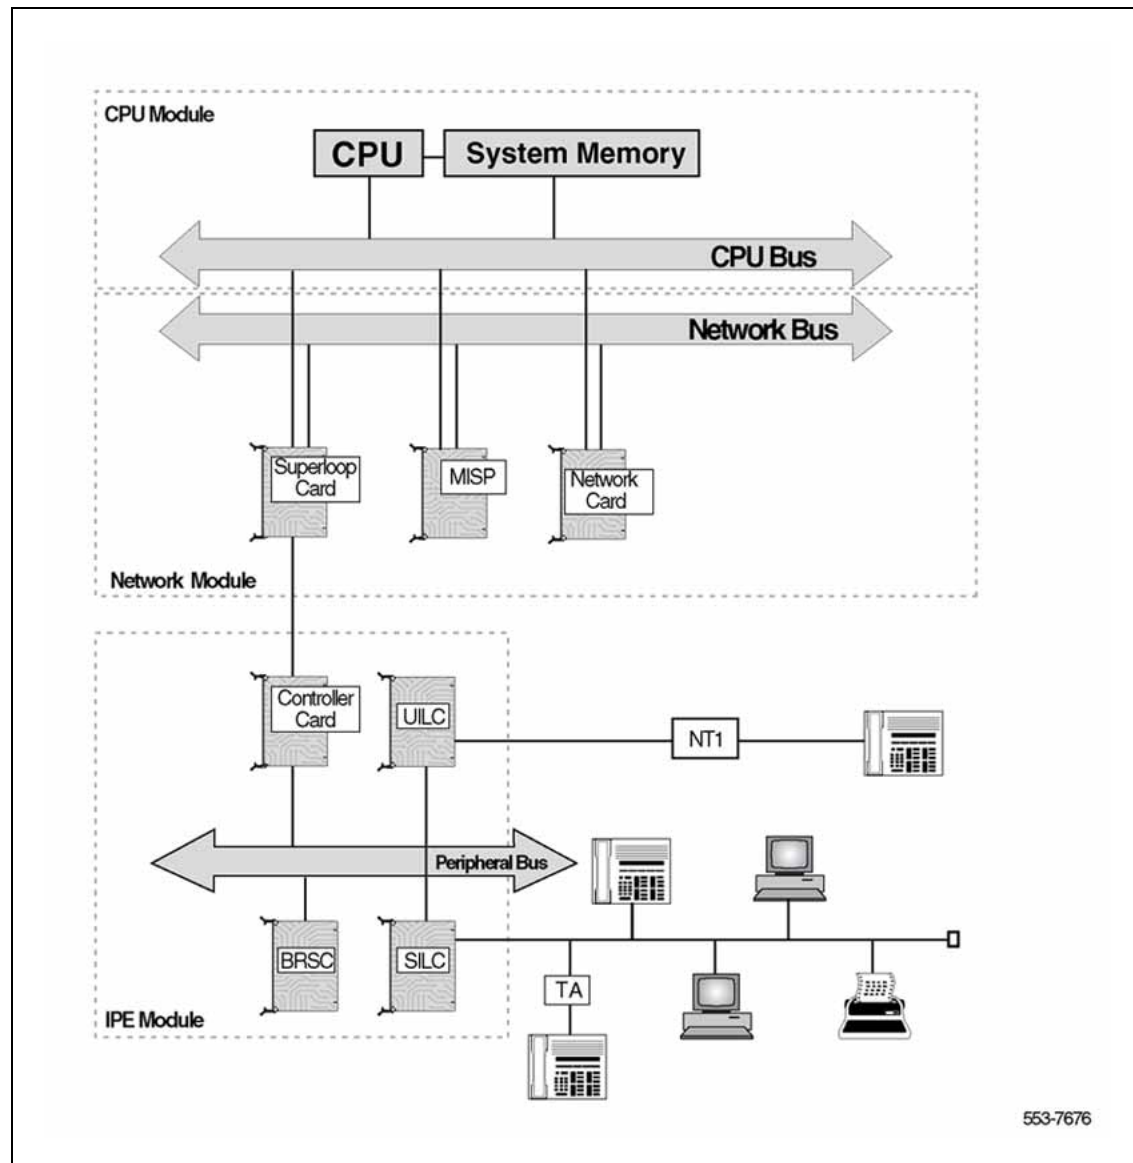 CPU Module
CPU
System Memory
CPU Bus
Network Bus
Superloop
Card
MISP
Network
Card
Network Module
Controller
Card
UILC
NT1
Peripheral Bus
BRSC
SILC
TA
IPE Module
553-7676